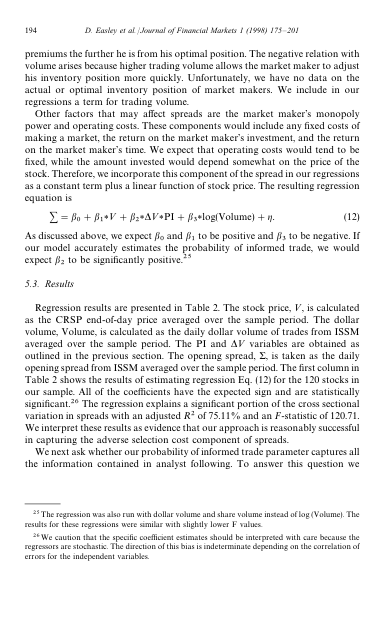 194 D. Easley et al./Journal of Financial Markets 1 (1998) 175–201
premiums the further he is from his optimal position. The negative relation with
volume arises because higher trading volume allows the market maker to adjust
his inventory position more quickly. Unfortunately, we have no data on the
actual or optimal inventory position of market makers. We include in our
regressions a term for trading volume.
Other factors that may affect spreads are the market maker's monopoly
power and operating costs. These components would include any fixed costs of
making a market, the return on the market maker's investment, and the return
on the market maker's time. We expect that operating costs would tend to be
fixed, while the amount invested would depend somewhat on the price of the
stock. Therefore, we incorporate this component of the spread in our regressions
as a constant term plus a linear function of stock price. The resulting regression
equation is
∑ = β₀ + β₁*V + β₂*ΔV*PI + β₃*log(Volume) + η. (12)
As discussed above, we expect β₀ and β₁ to be positive and β₃ to be negative. If
our model accurately estimates the probability of informed trade, we would
expect β₂ to be significantly positive.²⁵
5.3. Results
Regression results are presented in Table 2. The stock price, V, is calculated
as the CRSP end-of-day price averaged over the sample period. The dollar
volume, Volume, is calculated as the daily dollar volume of trades from ISSM
averaged over the sample period. The PI and ΔV variables are obtained as
outlined in the previous section. The opening spread, Σ, is taken as the daily
opening spread from ISSM averaged over the sample period. The first column in
Table 2 shows the results of estimating regression Eq. (12) for the 120 stocks in
our sample. All of the coefficients have the expected sign and are statistically
significant.²⁶ The regression explains a significant portion of the cross sectional
variation in spreads with an adjusted R² of 75.11% and an F-statistic of 120.71.
We interpret these results as evidence that our approach is reasonably successful
in capturing the adverse selection cost component of spreads.
We next ask whether our probability of informed trade parameter captures all
the information contained in analyst following. To answer this question we
²⁵ The regression was also run with dollar volume and share volume instead of log (Volume). The
results for these regressions were similar with slightly lower F values.
²⁶ We caution that the specific coefficient estimates should be interpreted with care because the
regressors are stochastic. The direction of this bias is indeterminate depending on the correlation of
errors for the independent variables.